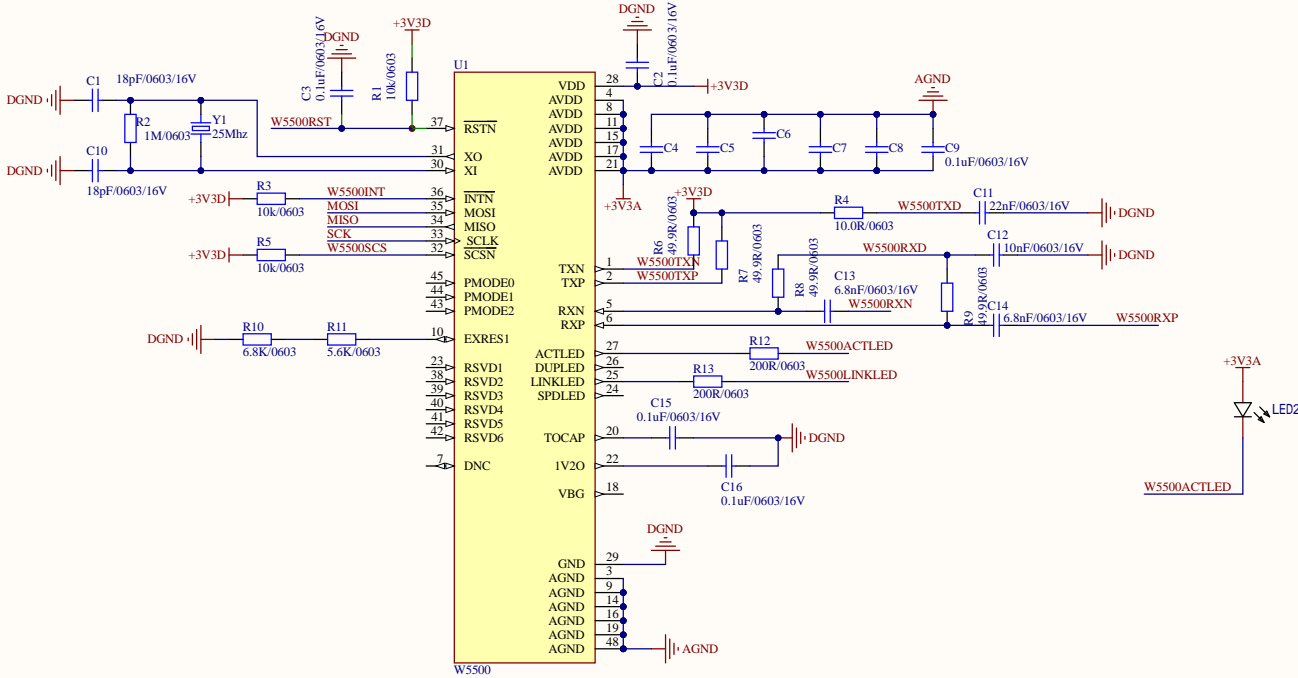 DGND
+3V3D
DGND
U1
C1
18pF/0603/16V
DGND
C3
0.1uF/0603/16V
R1
10k/0603
C2
0.1uF/0603/16V
VDD 28
+3V3D
AVDD 4
AVDD 8
AVDD 11
AVDD 15
AVDD 17
AVDD 21
AGND
R2
1M/0603
Y1
25Mhz
W5500RST
37 RSTN
31 XO
30 XI
C10
DGND
18pF/0603/16V
C4
C5
C6
C7
C8
C9
0.1uF/0603/16V
+3V3A
+3V3D
R3
+3V3D
10k/0603
W5500INT
36 INTN
MOSI
35 MOSI
MISO
34 MISO
SCK
33 SCLK
R5
+3V3D
10k/0603
W5500SCS
32 SCSN
R4
10.0R/0603
W5500TXD
C11
22nF/0603/16V
DGND
R6
49.9R/0603
R7
49.9R/0603
W5500RXD
C12
10nF/0603/16V
DGND
TXN 1
W5500TXN
TXP 2
W5500TXP
R8
49.9R/0603
C13
6.8nF/0603/16V
W5500RXN
RXN 5
R9
49.9R/0603
C14
6.8nF/0603/16V
W5500RXP
RXP 6
45 PMODE0
44 PMODE1
43 PMODE2
DGND
R10
6.8K/0603
R11
5.6K/0603
10 EXRES1
ACTLED 27
R12
200R/0603
W5500ACTLED
DUPLED 26
LINKLED 25
R13
200R/0603
W5500LINKLED
SPDLED 24
23 RSVD1
38 RSVD2
39 RSVD3
40 RSVD4
41 RSVD5
42 RSVD6
7 DNC
C15
0.1uF/0603/16V
TOCAP 20
DGND
1V2O 22
C16
0.1uF/0603/16V
VBG 18
+3V3A
LED2
W5500ACTLED
DGND
GND 29
AGND 3
AGND 9
AGND 14
AGND 16
AGND 19
AGND 48
AGND
W5500